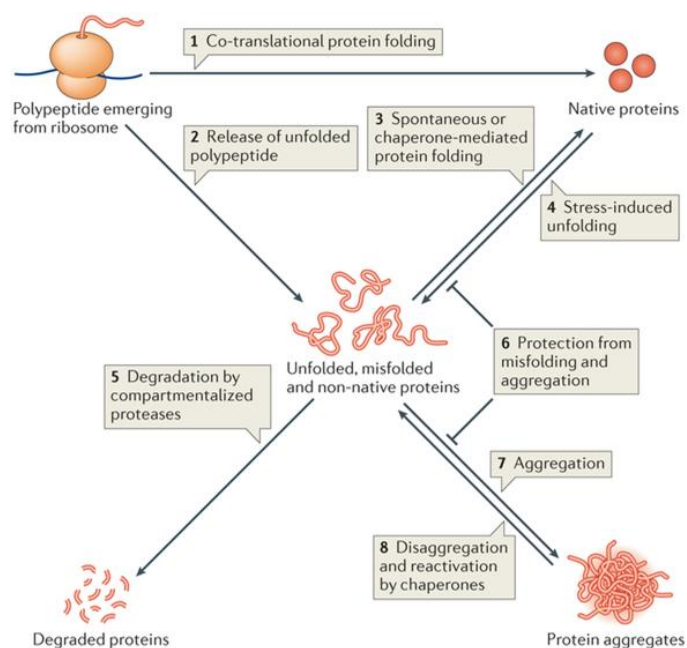 1 Co-translational protein folding
Polypeptide emerging
from ribosome
Native proteins
2 Release of unfolded
polypeptide
3 Spontaneous or
chaperone-mediated
protein folding
4 Stress-induced
unfolding
Unfolded, misfolded
and non-native proteins
5 Degradation by
compartmentalized
proteases
6 Protection from
misfolding and
aggregation
7 Aggregation
8 Disaggregation
and reactivation
by chaperones
Degraded proteins
Protein aggregates